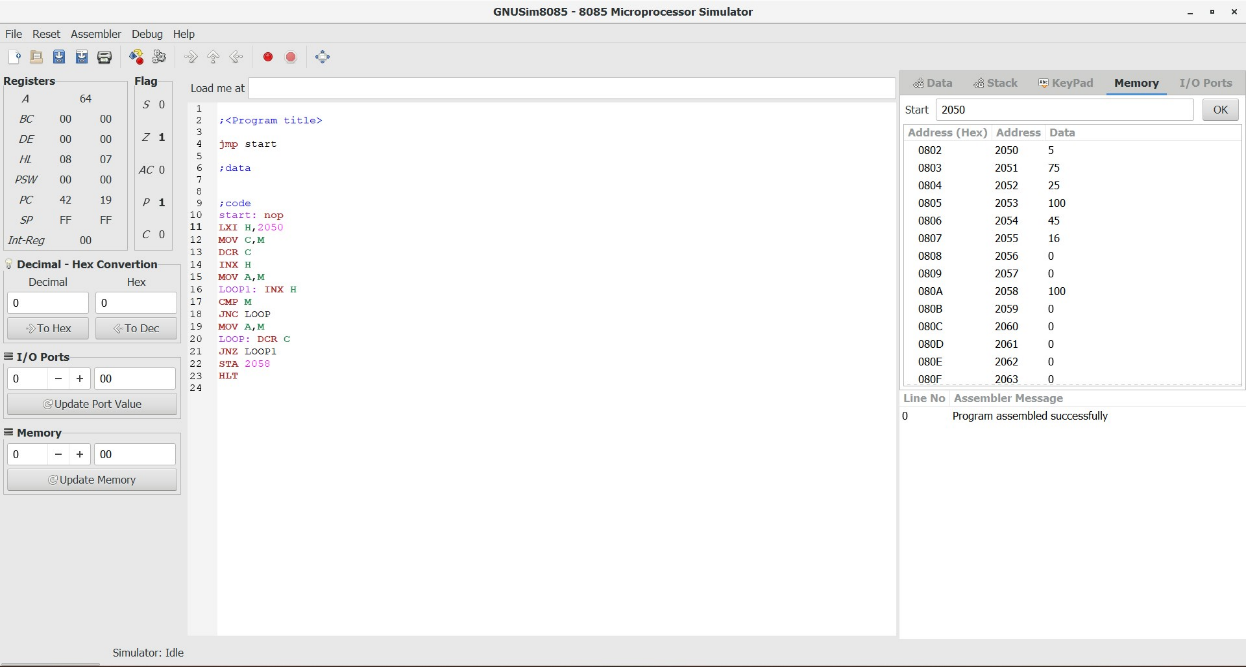 GNUSim8085 - 8085 Microprocessor Simulator
File Reset Assembler Debug Help
Registers
A 64
BC 00 00
DE 00 00
HL 08 07
PSW 00 00
PC 42 19
SP FF FF
Int-Reg 00
Flag
S 0
Z 1
AC 0
P 1
C 0
Decimal - Hex Convertion
Decimal Hex
0 0
To Hex To Dec
I/O Ports
0 − + 00
Update Port Value
Memory
0 − + 00
Update Memory
Load me at
1
2 ;<Program title>
3
4 jmp start
5
6 ;data
7
8
9 ;code
10 start: nop
11 LXI H,2050
12 MOV C,M
13 DCR C
14 INX H
15 MOV A,M
16 LOOP1: INX H
17 CMP M
18 JNC LOOP
19 MOV A,M
20 LOOP: DCR C
21 JNZ LOOP1
22 STA 2058
23 HLT
24
Data Stack KeyPad Memory I/O Ports
Start 2050 OK
Address (Hex) Address Data
0802 2050 5
0803 2051 75
0804 2052 25
0805 2053 100
0806 2054 45
0807 2055 16
0808 2056 0
0809 2057 0
080A 2058 100
080B 2059 0
080C 2060 0
080D 2061 0
080E 2062 0
080F 2063 0
Line No Assembler Message
0 Program assembled successfully
Simulator: Idle